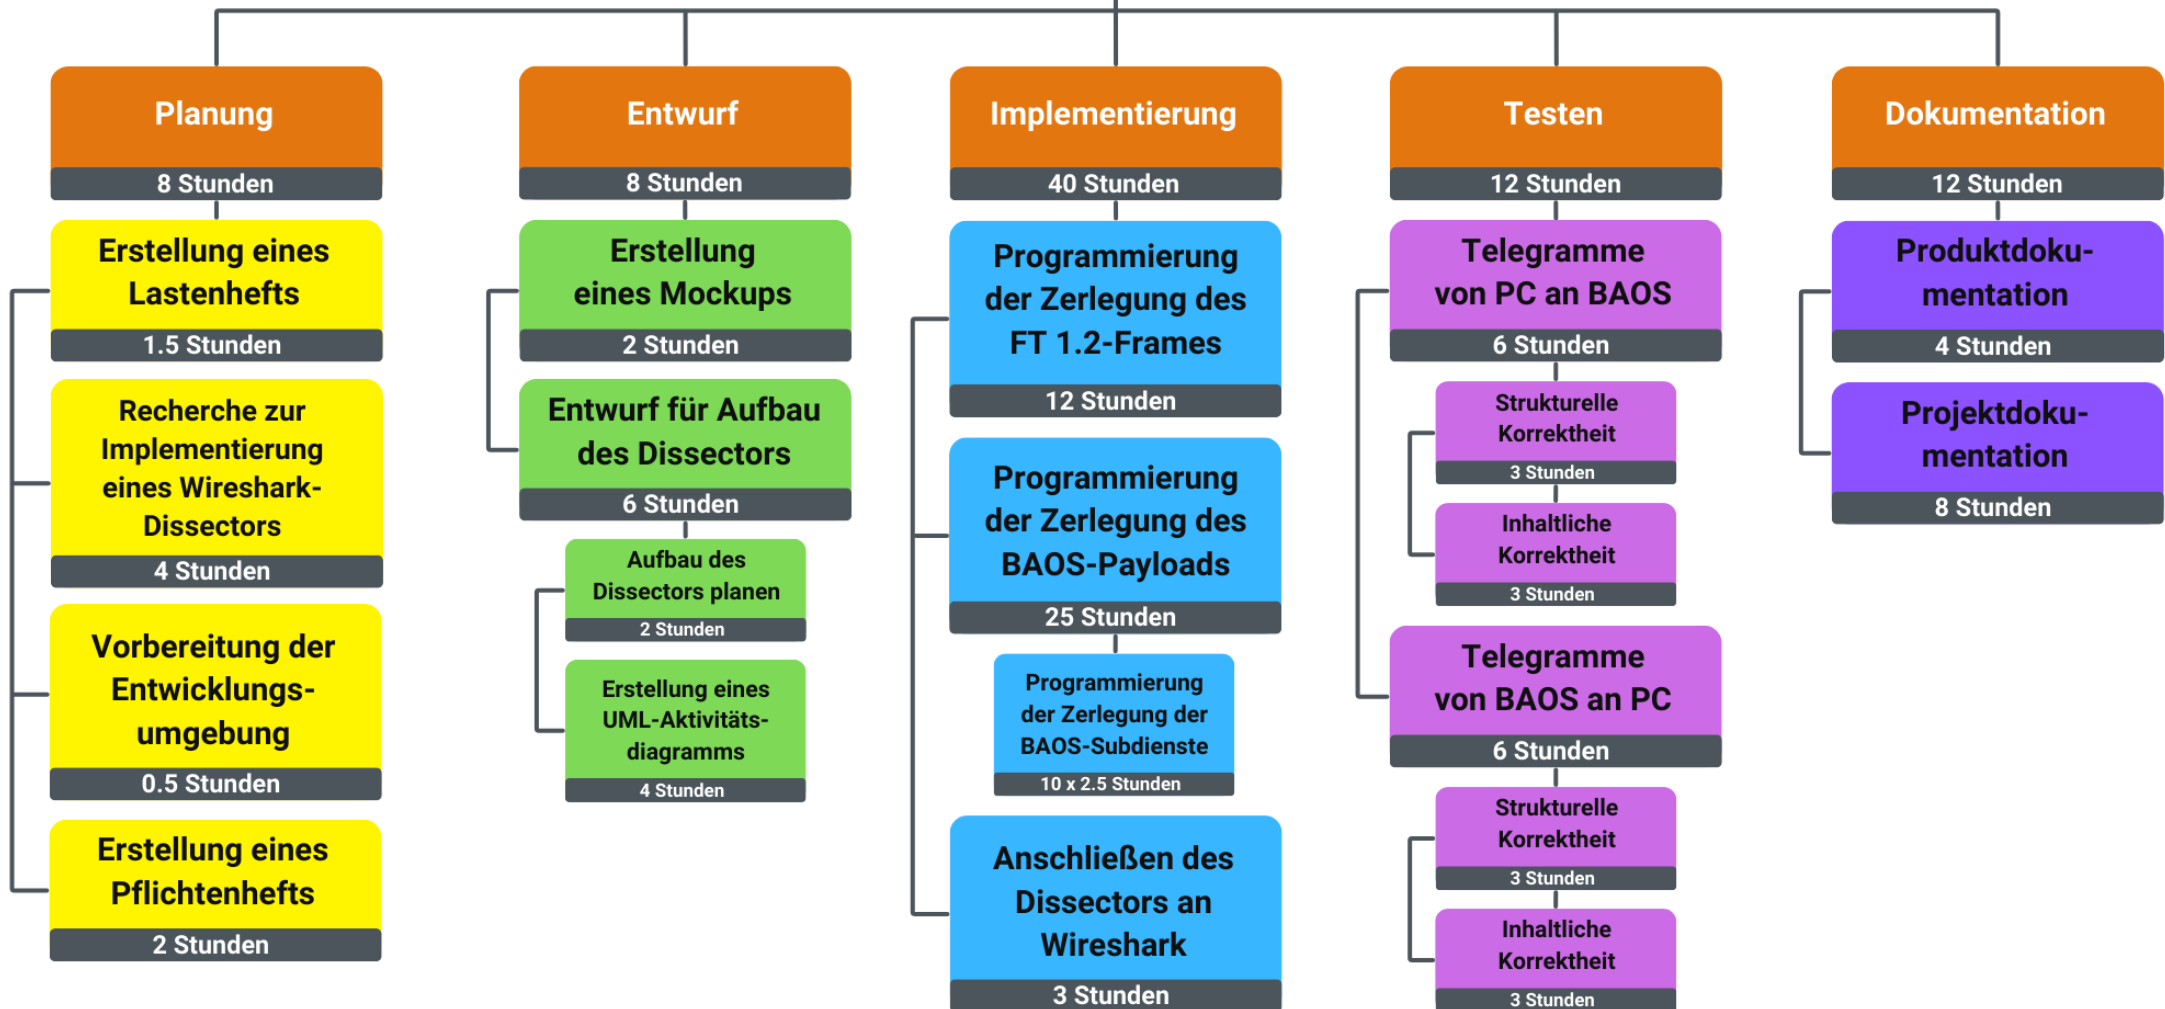 Planung
8 Stunden
Erstellung eines
Lastenhefts
1.5 Stunden
Recherche zur
Implementierung
eines Wireshark-
Dissectors
4 Stunden
Vorbereitung der
Entwicklungs-
umgebung
0.5 Stunden
Erstellung eines
Pflichtenhefts
2 Stunden
Entwurf
8 Stunden
Erstellung
eines Mockups
2 Stunden
Entwurf für Aufbau
des Dissectors
6 Stunden
Aufbau des
Dissectors planen
2 Stunden
Erstellung eines
UML-Aktivitäts-
diagramms
4 Stunden
Implementierung
40 Stunden
Programmierung
der Zerlegung des
FT 1.2-Frames
12 Stunden
Programmierung
der Zerlegung des
BAOS-Payloads
25 Stunden
Programmierung
der Zerlegung der
BAOS-Subdienste
10 x 2.5 Stunden
Anschließen des
Dissectors an
Wireshark
3 Stunden
Testen
12 Stunden
Telegramme
von PC an BAOS
6 Stunden
Strukturelle
Korrektheit
3 Stunden
Inhaltliche
Korrektheit
3 Stunden
Telegramme
von BAOS an PC
6 Stunden
Strukturelle
Korrektheit
3 Stunden
Inhaltliche
Korrektheit
3 Stunden
Dokumentation
12 Stunden
Produktdoku-
mentation
4 Stunden
Projektdoku-
mentation
8 Stunden